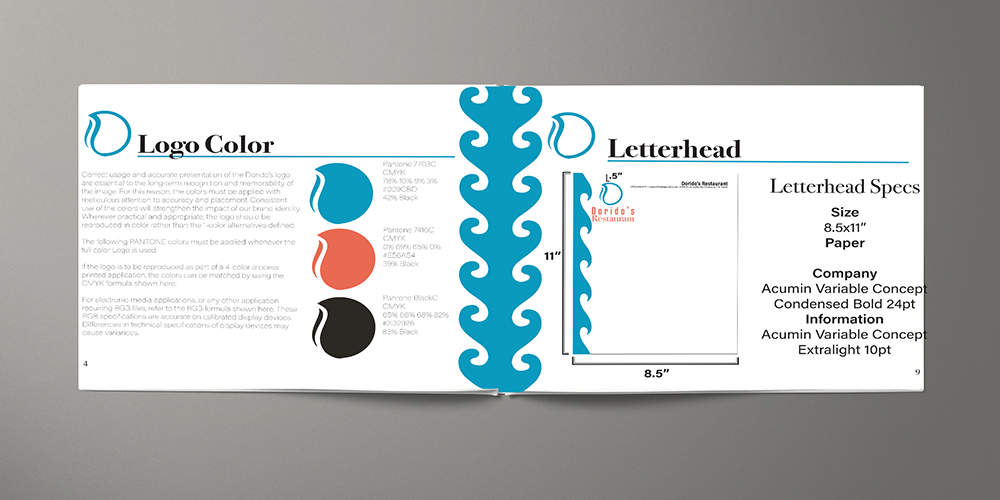 Logo Color
Correct usage and accurate presentation of the Dorido's logo
are essential to the long-term recognition and memorability of
the image. For this reason, the colors must be applied with
meticulous attention to accuracy and placement. Consistent
use of the colors will strengthen the impact of our brand identity.
Wherever practical and appropriate, the logo should be
reproduced in color rather than the 1-color alternatives defined.
The following PANTONE colors must be applied whenever the
full color Logo is used.
If the logo is to be reproduced as part of a 4-color process
printed application, the colors can be matched by using the
CMYK formula shown here.
For electronic media applications, or any other application
requiring RGB files, refer to the RGB formula shown here. These
RGB specifications are accurate on calibrated display devices.
Differences in technical specifications of display devices may
cause variances.
Pantone 7703C
CMYK
78% 10% 9% 3%
#009CBD
42% Black
Pantone 7416C
CMYK
0% 69% 65% 0%
#E56A54
39% Black
Pantone BlackC
CMYK
65% 66% 68% 82%
#2D2926
83% Black
4
Letterhead
.5"
Dorido's Restaurant
Dorido's
Restaurant
11"
8.5"
Letterhead Specs
Size
8.5x11"
Paper
Company
Acumin Variable Concept
Condensed Bold 24pt
Information
Acumin Variable Concept
Extralight 10pt
9